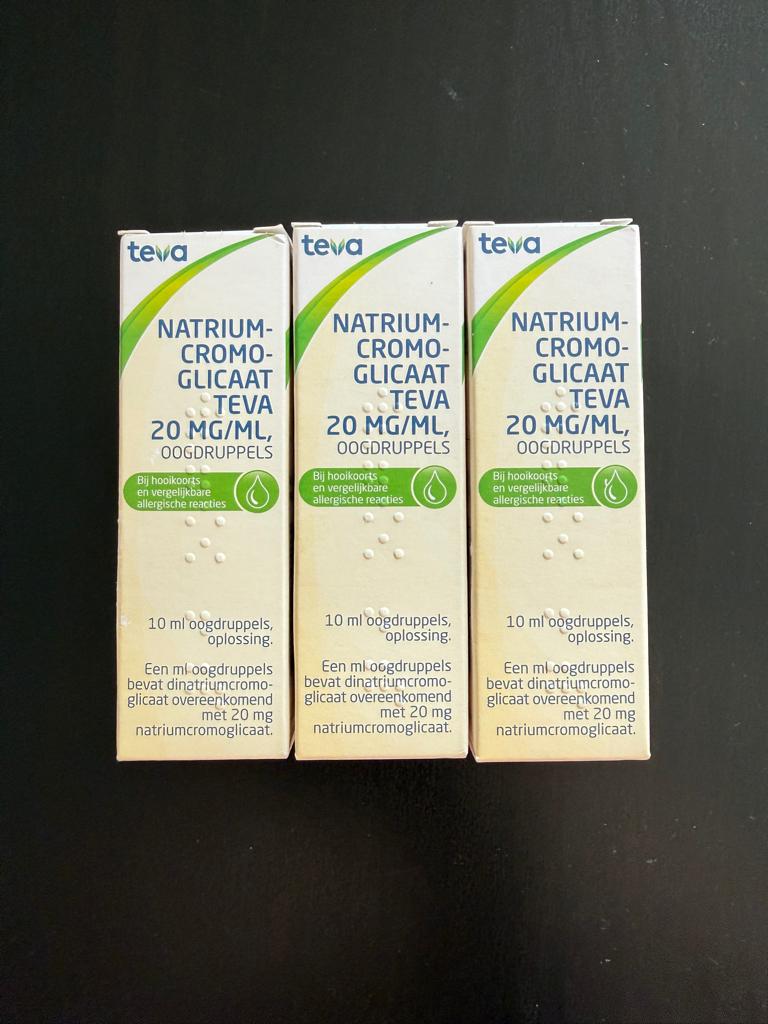 teva
NATRIUM-
CROMO-
GLICAAT
TEVA
20 MG/ML,
OOGDRUPPELS
Bij hooikoorts
en vergelijkbare
allergische reacties
10 ml oogdruppels,
oplossing.
Een ml oogdruppels
bevat dinatriumcromo-
glicaat overeenkomend
met 20 mg
natriumcromoglicaat.
teva
NATRIUM-
CROMO-
GLICAAT
TEVA
20 MG/ML,
OOGDRUPPELS
Bij hooikoorts
en vergelijkbare
allergische reacties
10 ml oogdruppels,
oplossing.
Een ml oogdruppels
bevat dinatriumcromo-
glicaat overeenkomend
met 20 mg
natriumcromoglicaat.
teva
NATRIUM-
CROMO-
GLICAAT
TEVA
20 MG/ML,
OOGDRUPPELS
Bij hooikoorts
en vergelijkbare
allergische reacties
10 ml oogdruppels,
oplossing.
Een ml oogdruppels
bevat dinatriumcromo-
glicaat overeenkomend
met 20 mg
natriumcromoglicaat.